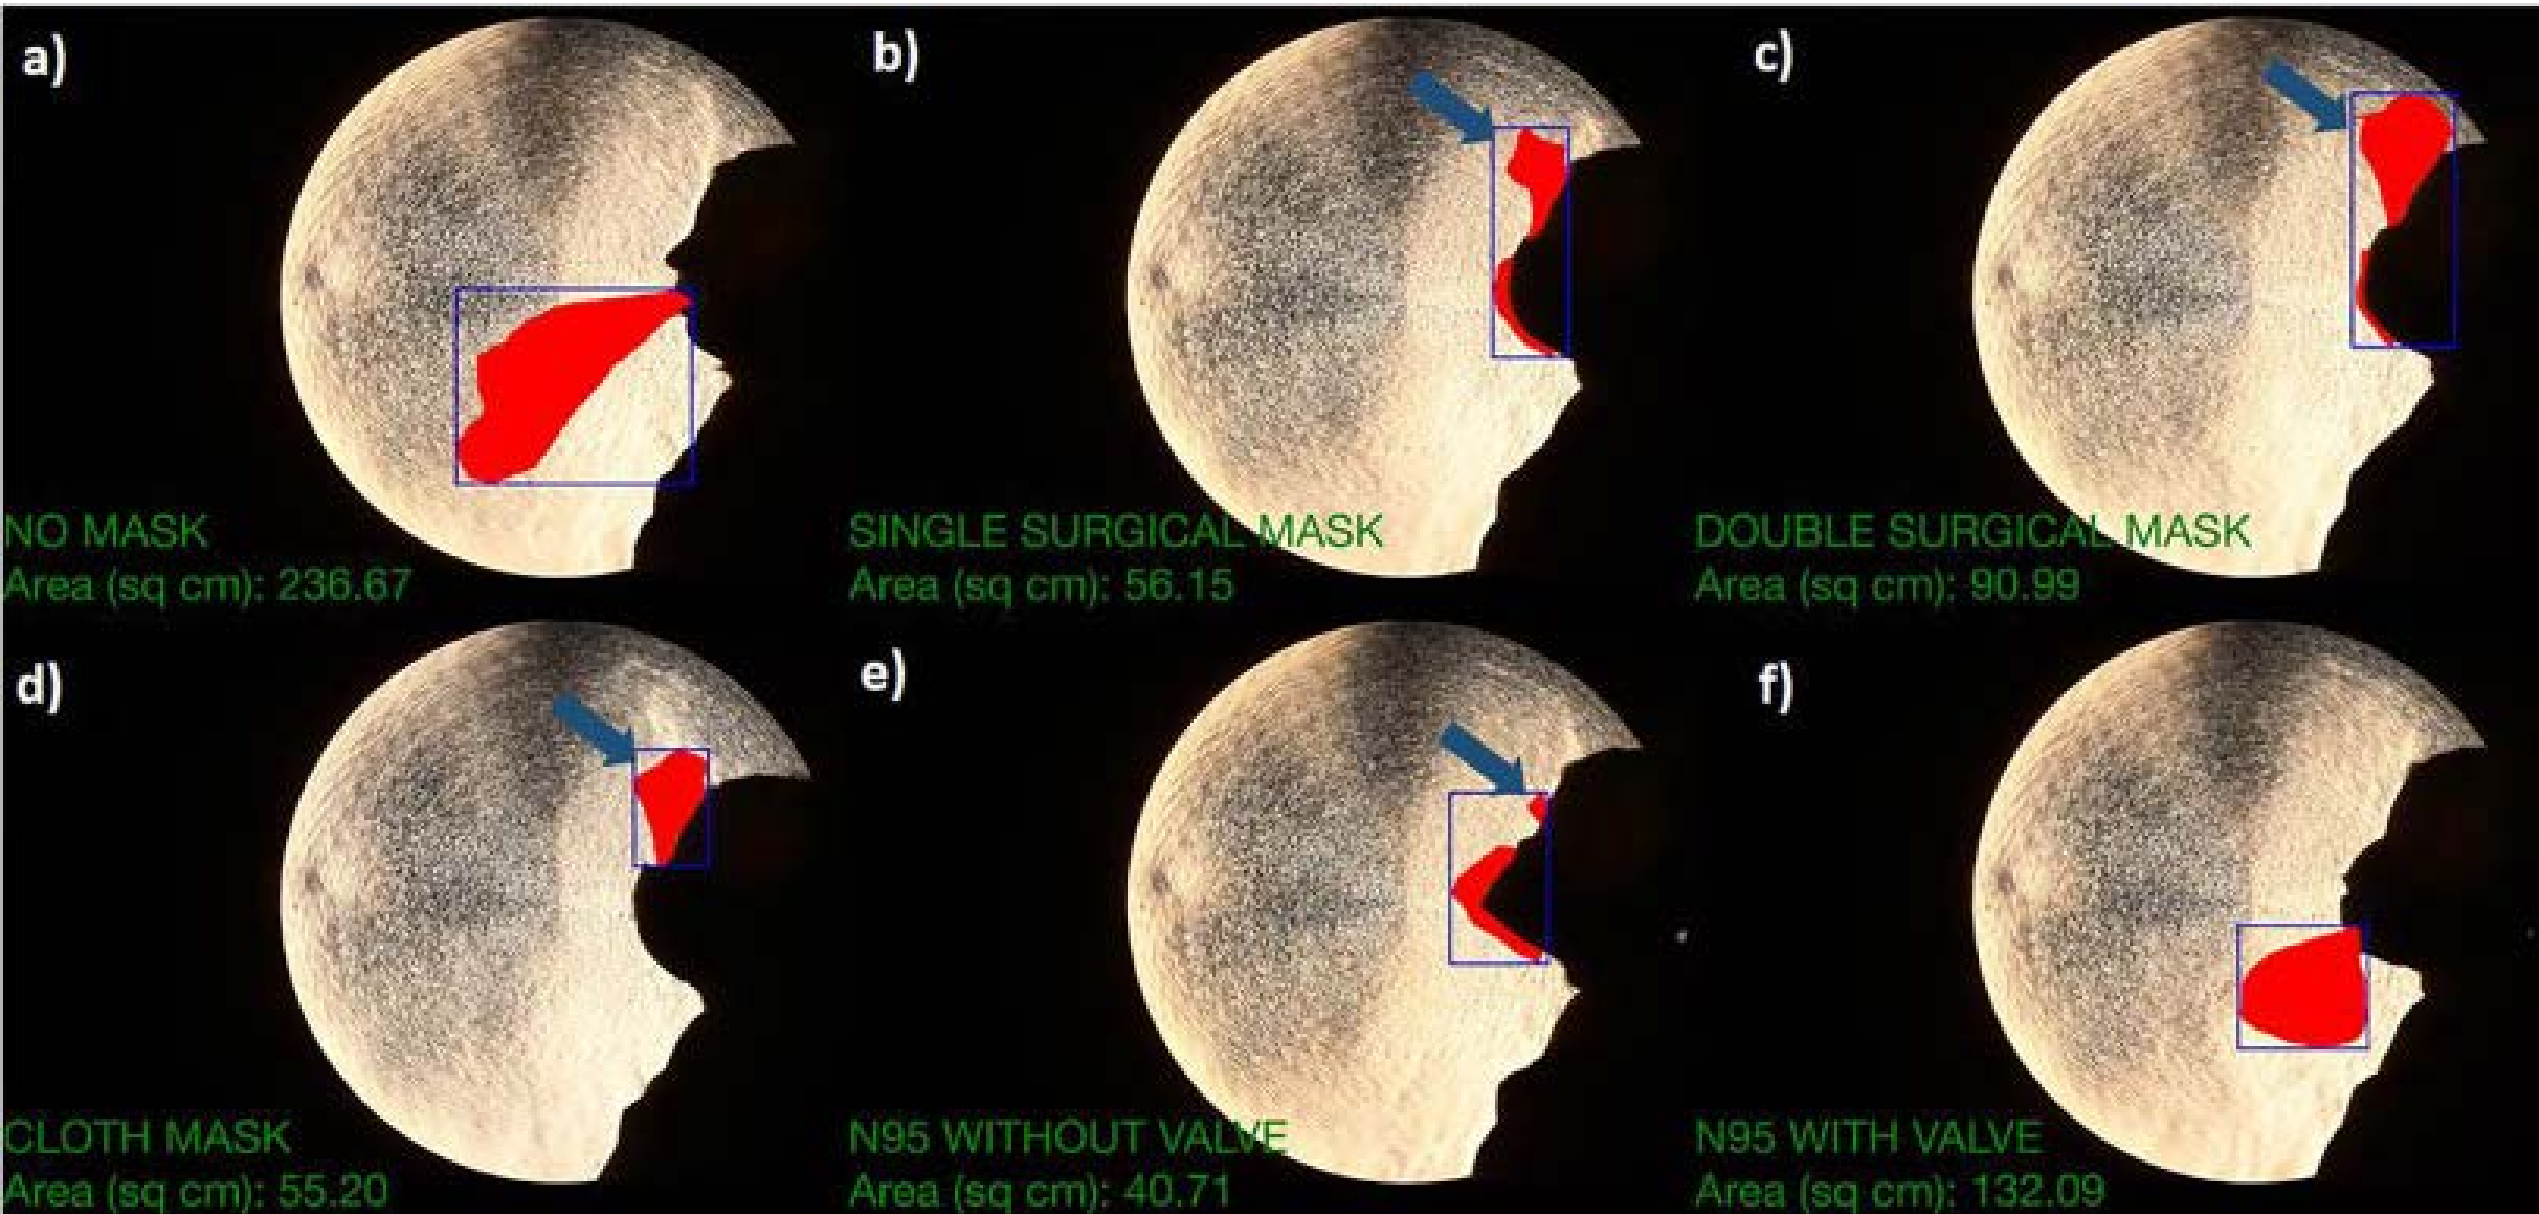 a)
NO MASK
Area (sq cm): 236.67
b)
SINGLE SURGICAL MASK
Area (sq cm): 56.15
c)
DOUBLE SURGICAL MASK
Area (sq cm): 90.99
d)
CLOTH MASK
Area (sq cm): 55.20
e)
N95 WITHOUT VALVE
Area (sq cm): 40.71
f)
N95 WITH VALVE
Area (sq cm): 132.09